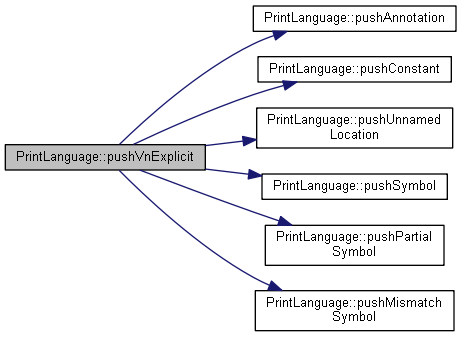 PrintLanguage::pushAnnotation
PrintLanguage::pushConstant
PrintLanguage::pushUnnamed
Location
PrintLanguage::pushVnExplicit
PrintLanguage::pushSymbol
PrintLanguage::pushPartial
Symbol
PrintLanguage::pushMismatch
Symbol